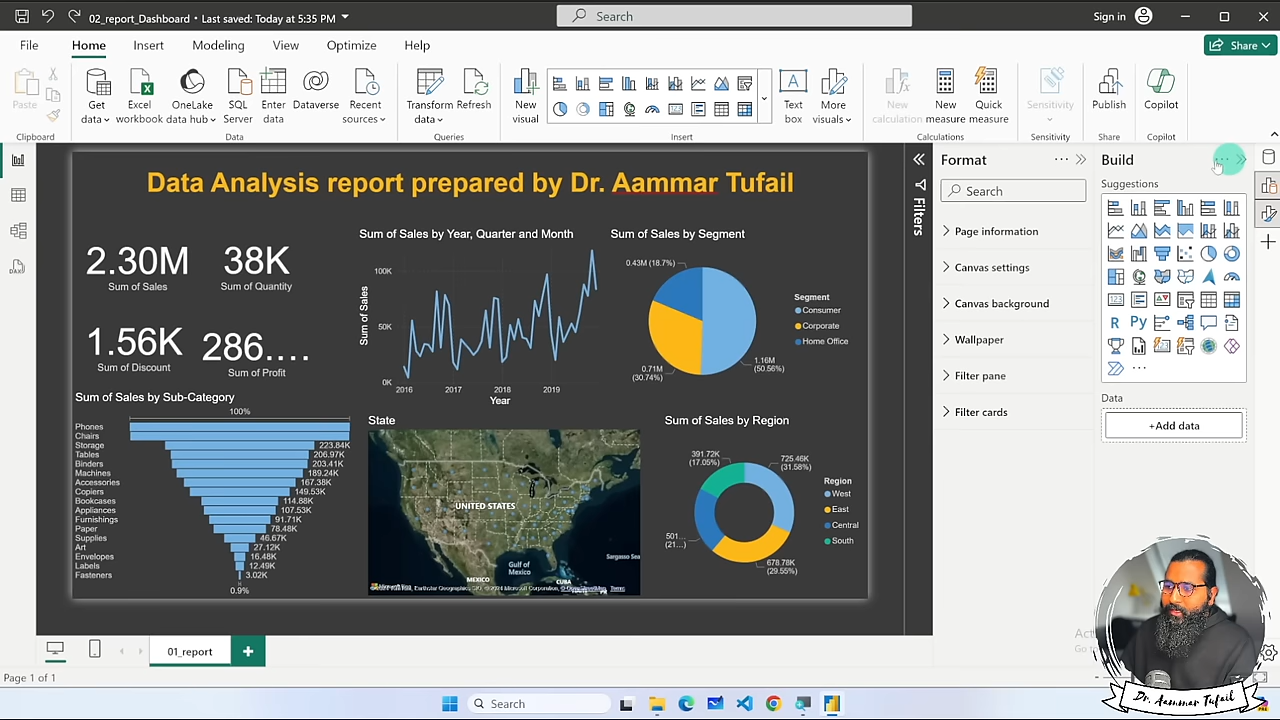 02_report_Dashboard • Last saved: Today at 5:35 PM
Search
Sign in
File
Home
Insert
Modeling
View
Optimize
Help
Share
Paste
Get data
Excel workbook
OneLake data hub
SQL Server
Enter data
Dataverse
Recent sources
Transform data
Refresh
New visual
Text box
More visuals
New calculation
New measure
Quick measure
Sensitivity
Publish
Copilot
Clipboard
Data
Queries
Insert
Calculations
Sensitivity
Share
Copilot
Data Analysis report prepared by Dr. Aammar Tufail
2.30M
Sum of Sales
38K
Sum of Quantity
1.56K
Sum of Discount
286....
Sum of Profit
Sum of Sales by Year, Quarter and Month
Sum of Sales
100K
50K
0K
2016
2017
2018
2019
Year
Sum of Sales by Segment
0.43M (18.7%)
0.71M
(30.74%)
1.16M
(50.56%)
Segment
Consumer
Corporate
Home Office
Sum of Sales by Sub-Category
100%
Phones
Chairs
Storage
223.84K
Tables
206.97K
Binders
203.41K
Machines
189.24K
Accessories
167.38K
Copiers
149.53K
Bookcases
114.88K
Appliances
107.53K
Furnishings
91.71K
Paper
78.48K
Supplies
46.67K
Art
27.12K
Envelopes
16.48K
Labels
12.49K
Fasteners
3.02K
0.9%
State
UNITED STATES
MEXICO
Gulf of
Mexico
CUBA
Sargasso Sea
Terms
Sum of Sales by Region
391.72K
(17.05%)
725.46K
(31.58%)
501...
(21...)
678.78K
(29.55%)
Region
West
East
Central
South
Filters
Format
Search
Page information
Canvas settings
Canvas background
Wallpaper
Filter pane
Filter cards
Build
Suggestions
R
Py
Data
+Add data
01_report
Page 1 of 1
Search
Dr. Aammar Tufail